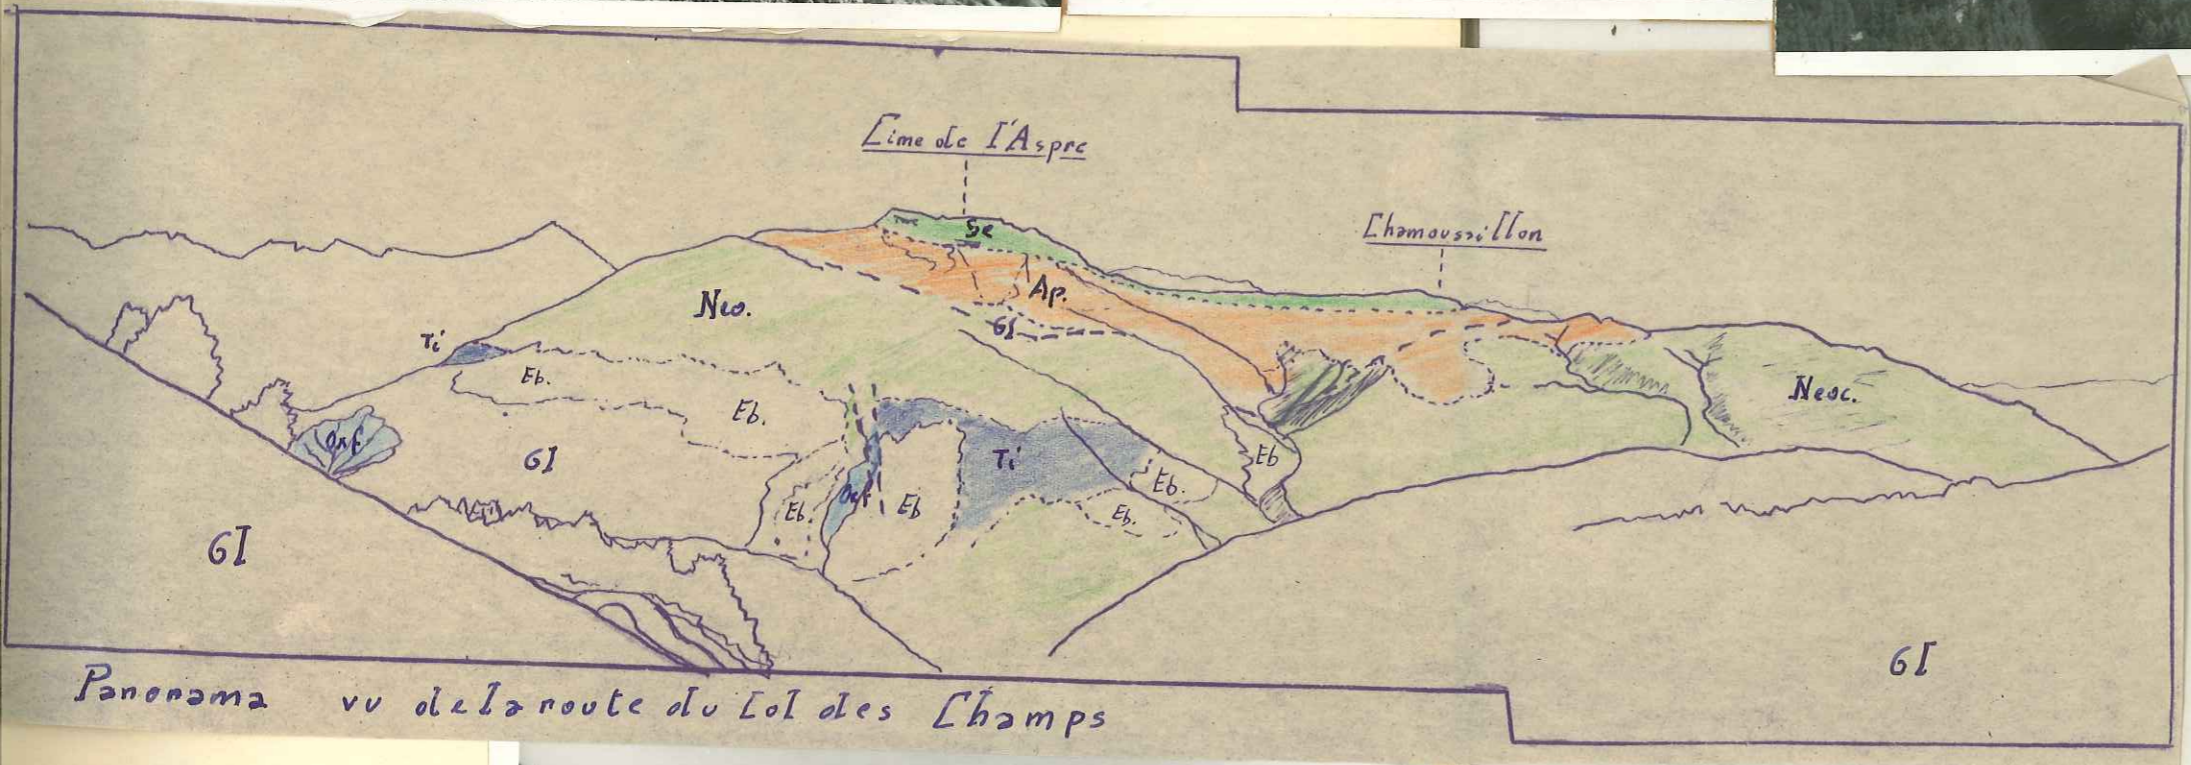 Cime de l'Aspre
Chamoussillon
Se
Ap.
Neo.
Gl
Ti
Eb.
Eb.
Neoc.
Oxf
Gl
Ti
Eb
Eb.
Eb
Oxf
Eb
Eb.
Gl
Gl
Panorama vu de la route du Col des Champs